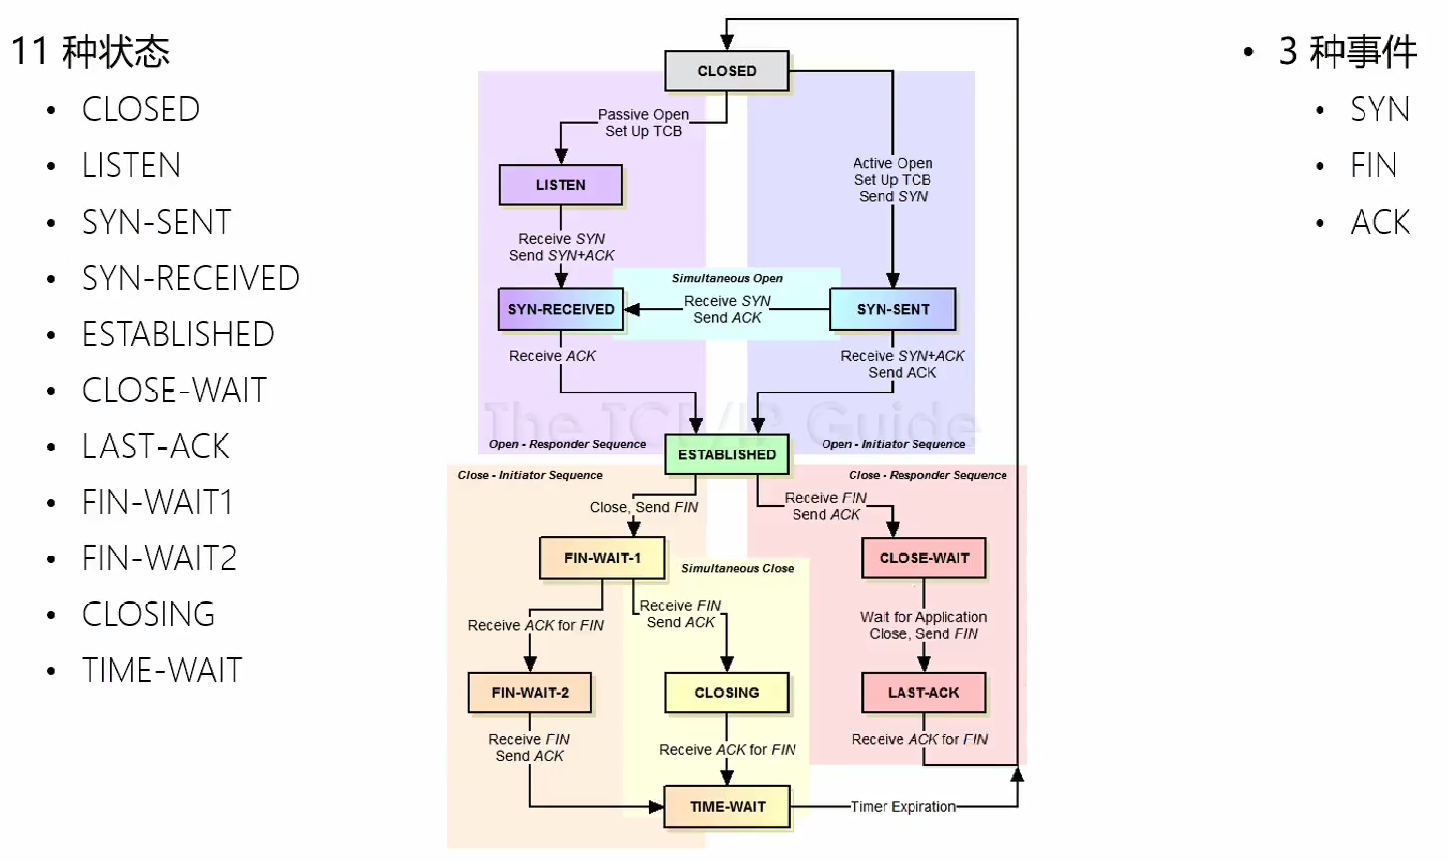 11 种状态
• CLOSED
• LISTEN
• SYN-SENT
• SYN-RECEIVED
• ESTABLISHED
• CLOSE-WAIT
• LAST-ACK
• FIN-WAIT1
• FIN-WAIT2
• CLOSING
• TIME-WAIT
CLOSED
Passive Open
Set Up TCB
LISTEN
Active Open
Set Up TCB
Send SYN
Receive SYN
Send SYN+ACK
Simultaneous Open
SYN-RECEIVED
Receive SYN
Send ACK
SYN-SENT
Receive ACK
Receive SYN+ACK
Send ACK
The TCP/IP Guide
Open - Responder Sequence
Open - Initiator Sequence
ESTABLISHED
Close - Initiator Sequence
Close - Responder Sequence
Close, Send FIN
Receive FIN
Send ACK
FIN-WAIT-1
CLOSE-WAIT
Simultaneous Close
Receive ACK for FIN
Receive FIN
Send ACK
Wait for Application
Close, Send FIN
FIN-WAIT-2
CLOSING
LAST-ACK
Receive FIN
Send ACK
Receive ACK for FIN
Receive ACK for FIN
TIME-WAIT
Timer Expiration
• 3 种事件
• SYN
• FIN
• ACK